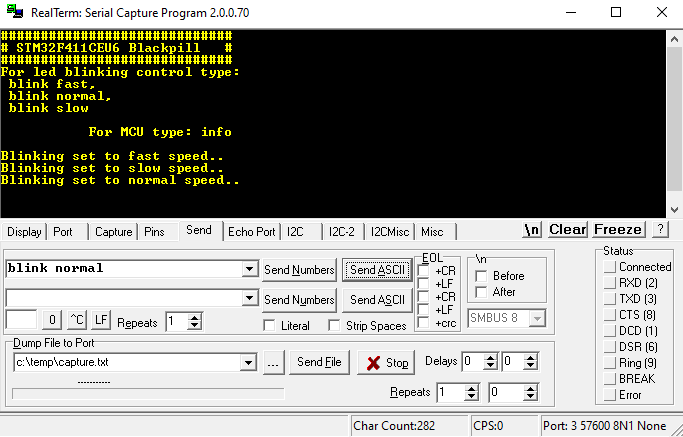 RealTerm: Serial Capture Program 2.0.0.70
##############################
# STM32F411CEU6 Blackpill   #
##############################
For led blinking control type:
 blink fast,
 blink normal,
 blink slow
For MCU type: info
Blinking set to fast speed..
Blinking set to slow speed..
Blinking set to normal speed..
Display Port Capture Pins Send Echo Port I2C I2C-2 I2CMisc Misc \n Clear Freeze ?
blink normal Send Numbers Send ASCII
Send Numbers Send ASCII
0 ^C LF Repeats 1 Literal Strip Spaces
EOL
+CR
+LF
+CR
+LF
+crc
\n
Before
After
SMBUS 8
Status
Connected
RXD (2)
TXD (3)
CTS (8)
DCD (1)
DSR (6)
Ring (9)
BREAK
Error
Dump File to Port
c:\temp\capture.txt ... Send File Stop Delays 0 0
Repeats 1 0
Char Count:282 CPS:0 Port: 3 57600 8N1 None